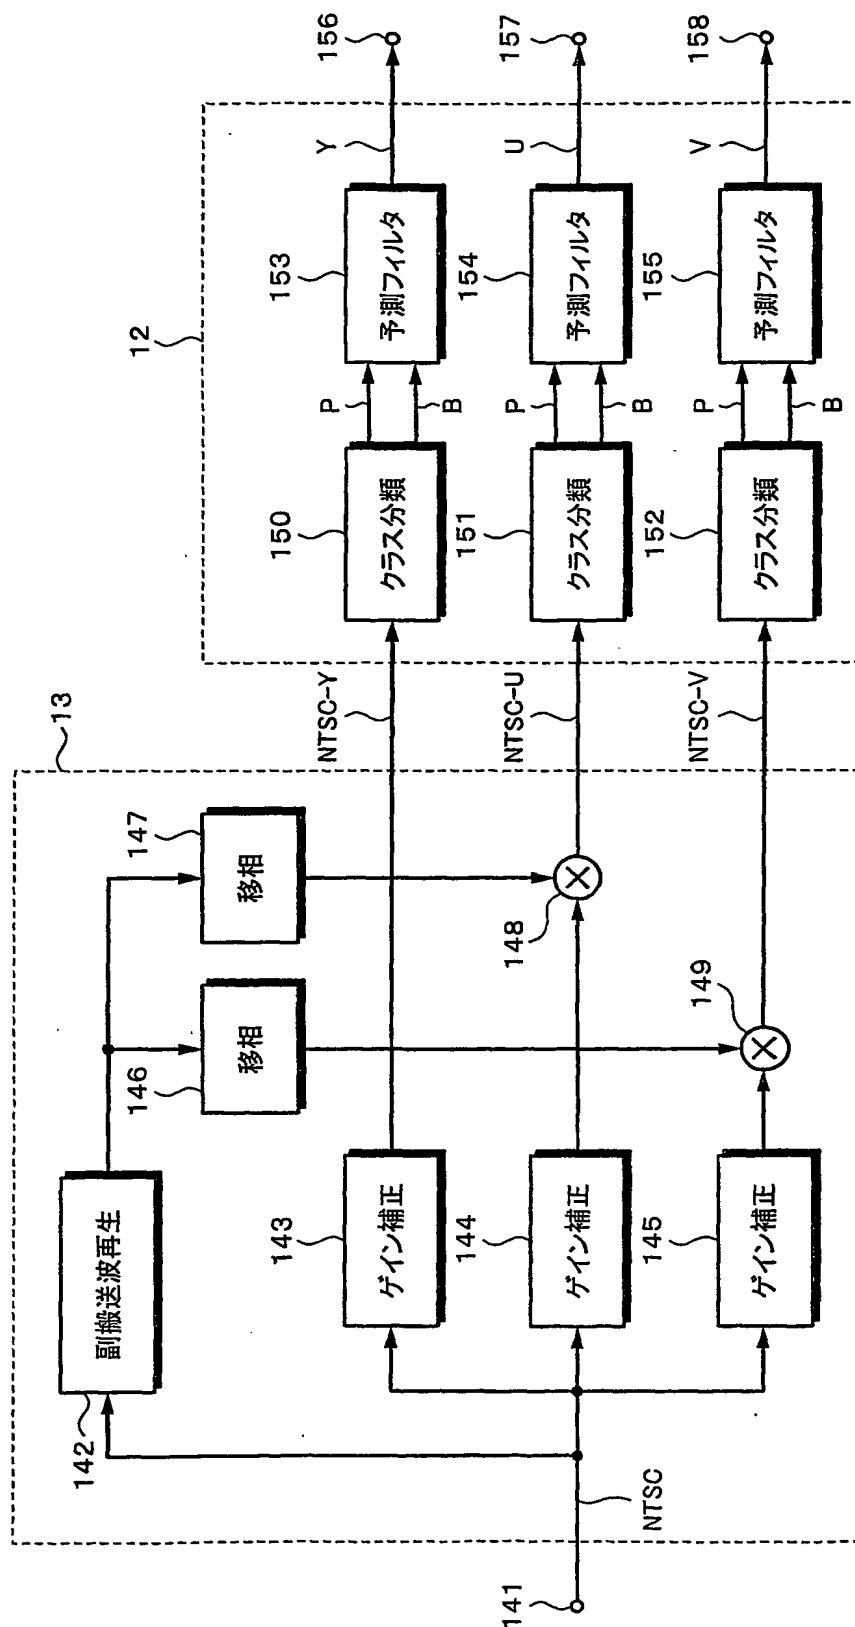 141
NTSC
13
142
副搬送波再生
146
移相
147
移相
143
ゲイン補正
144
ゲイン補正
145
ゲイン補正
148
149
NTSC-Y
NTSC-U
NTSC-V
12
150
クラス分類
P
B
153
予測フィルタ
Y
156
151
クラス分類
P
B
154
予測フィルタ
U
157
152
クラス分類
P
B
155
予測フィルタ
V
158